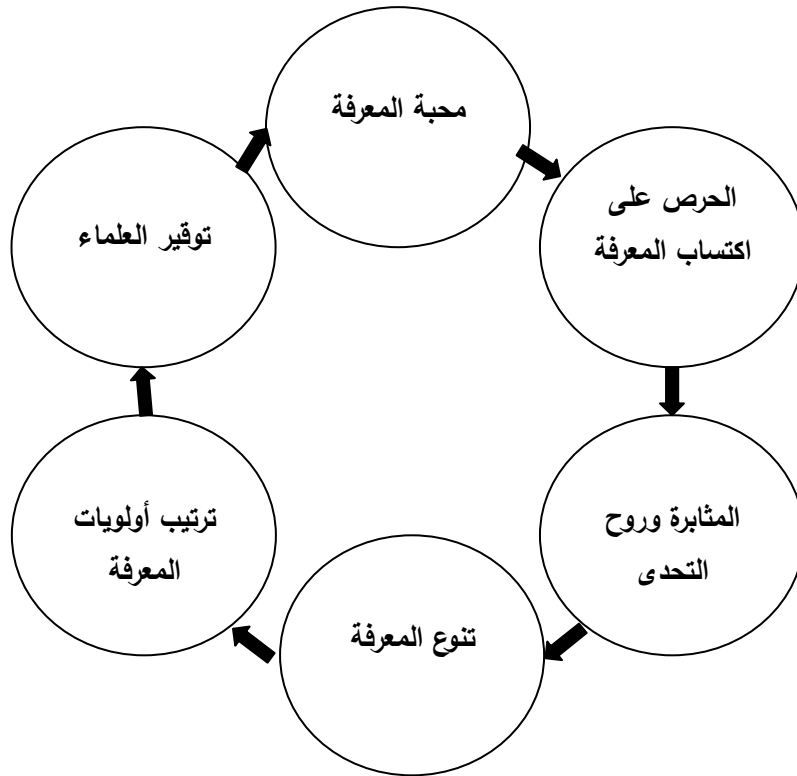 محبة المعرفة
الحرص على
اكتساب المعرفة
المثابرة وروح
التحدى
تنوع المعرفة
ترتيب أولويات
المعرفة
توقير العلماء